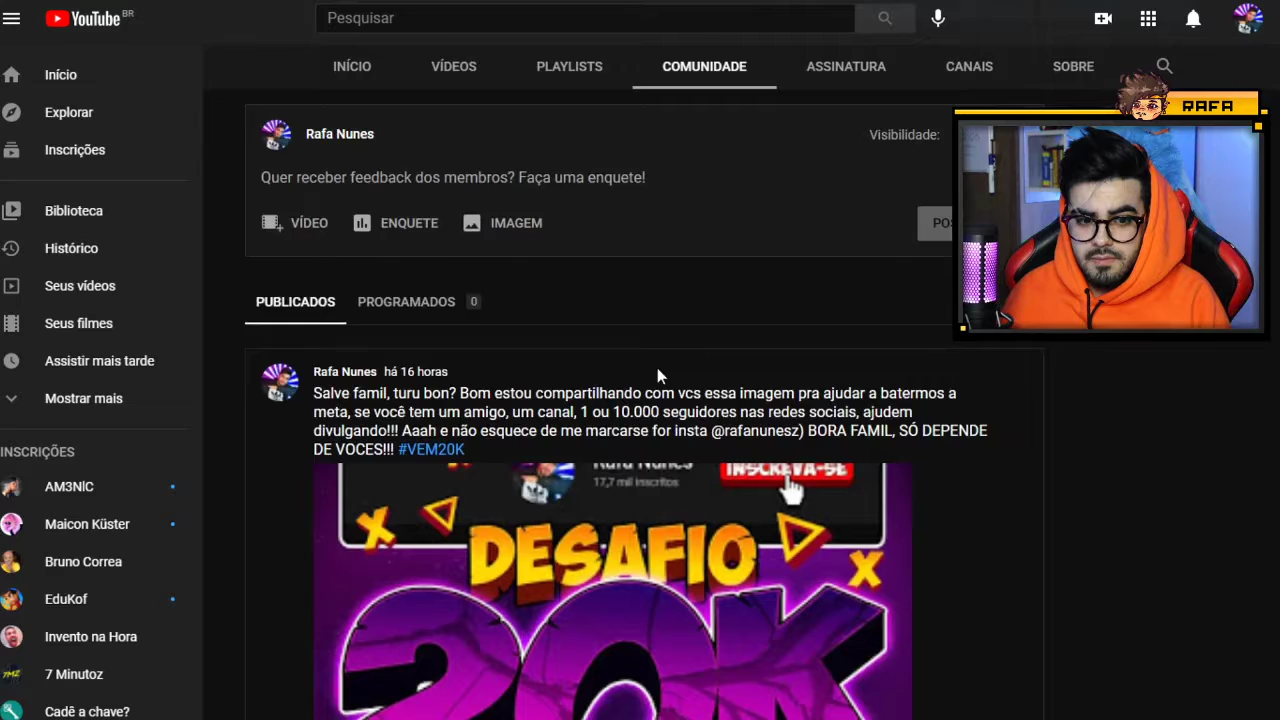 YouTube BR
Pesquisar
INÍCIO VÍDEOS PLAYLISTS COMUNIDADE ASSINATURA CANAIS SOBRE
RAFA
Início
Explorar
Inscrições
Biblioteca
Histórico
Seus vídeos
Seus filmes
Assistir mais tarde
Mostrar mais
INSCRIÇÕES
AM3NlC
Maicon Küster
Bruno Correa
EduKof
Invento na Hora
7 Minutoz
Cadê a chave?
Rafa Nunes
Visibilidade:
Quer receber feedback dos membros? Faça uma enquete!
VÍDEO ENQUETE IMAGEM
PUBLICADOS PROGRAMADOS 0
Rafa Nunes há 16 horas
Salve famil, turu bon? Bom estou compartilhando com vcs essa imagem pra ajudar a batermos a
meta, se você tem um amigo, um canal, 1 ou 10.000 seguidores nas redes sociais, ajudem
divulgando!!! Aaah e não esquece de me marcarse for insta @rafanunesz) BORA FAMIL, SÓ DEPENDE
DE VOCES!!! #VEM20K
Rafa Nunes
INSCREVA-SE
17,7 mil inscritos
DESAFIO
20K